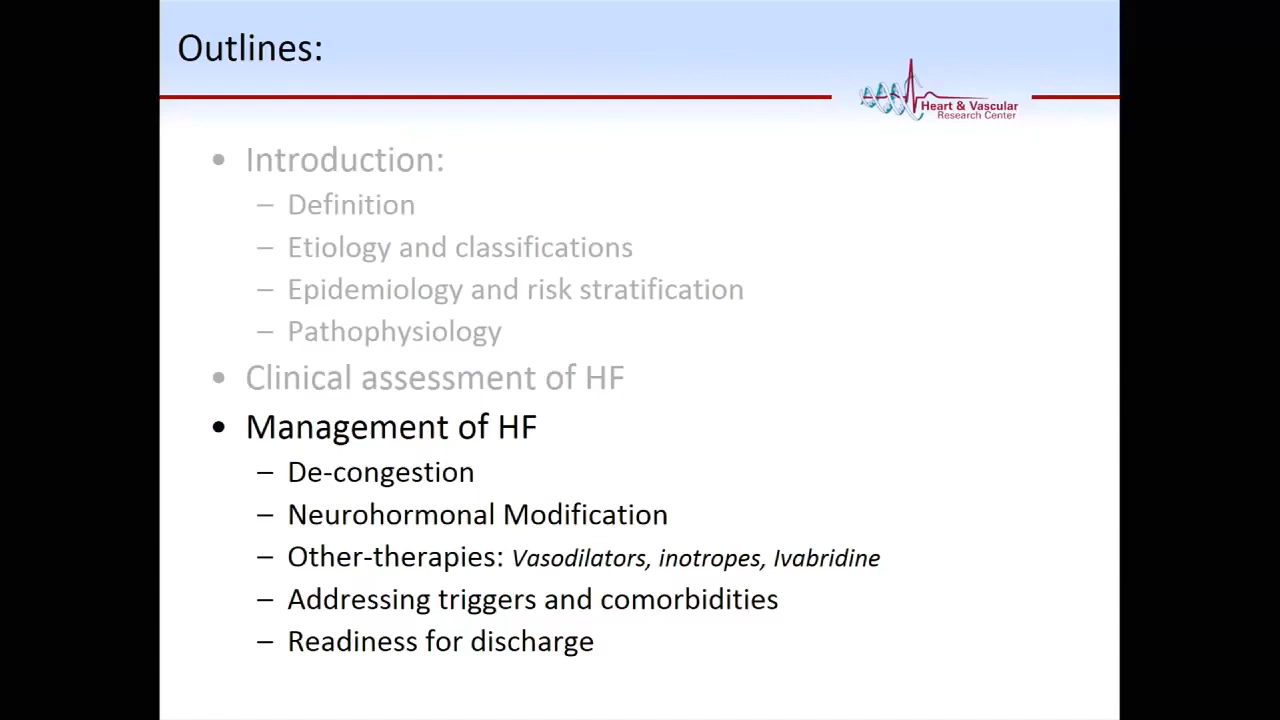 Outlines:
Heart & Vascular
Research Center
• Introduction:
– Definition
– Etiology and classifications
– Epidemiology and risk stratification
– Pathophysiology
• Clinical assessment of HF
• Management of HF
– De-congestion
– Neurohormonal Modification
– Other-therapies: Vasodilators, inotropes, Ivabridine
– Addressing triggers and comorbidities
– Readiness for discharge